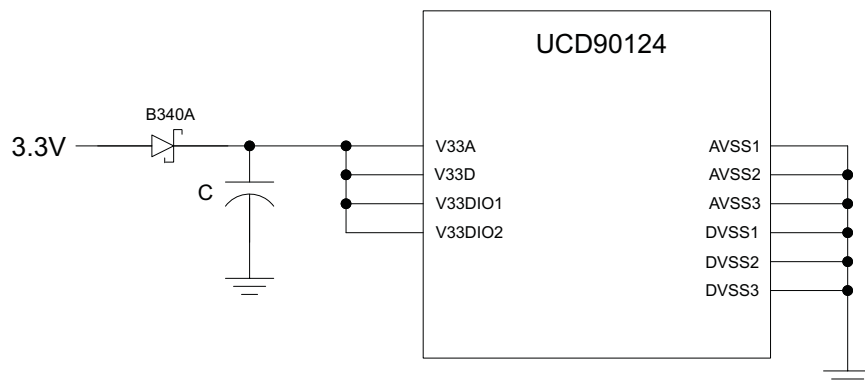 UCD90124
B340A
3.3V
C
V33A
V33D
V33DIO1
V33DIO2
AVSS1
AVSS2
AVSS3
DVSS1
DVSS2
DVSS3